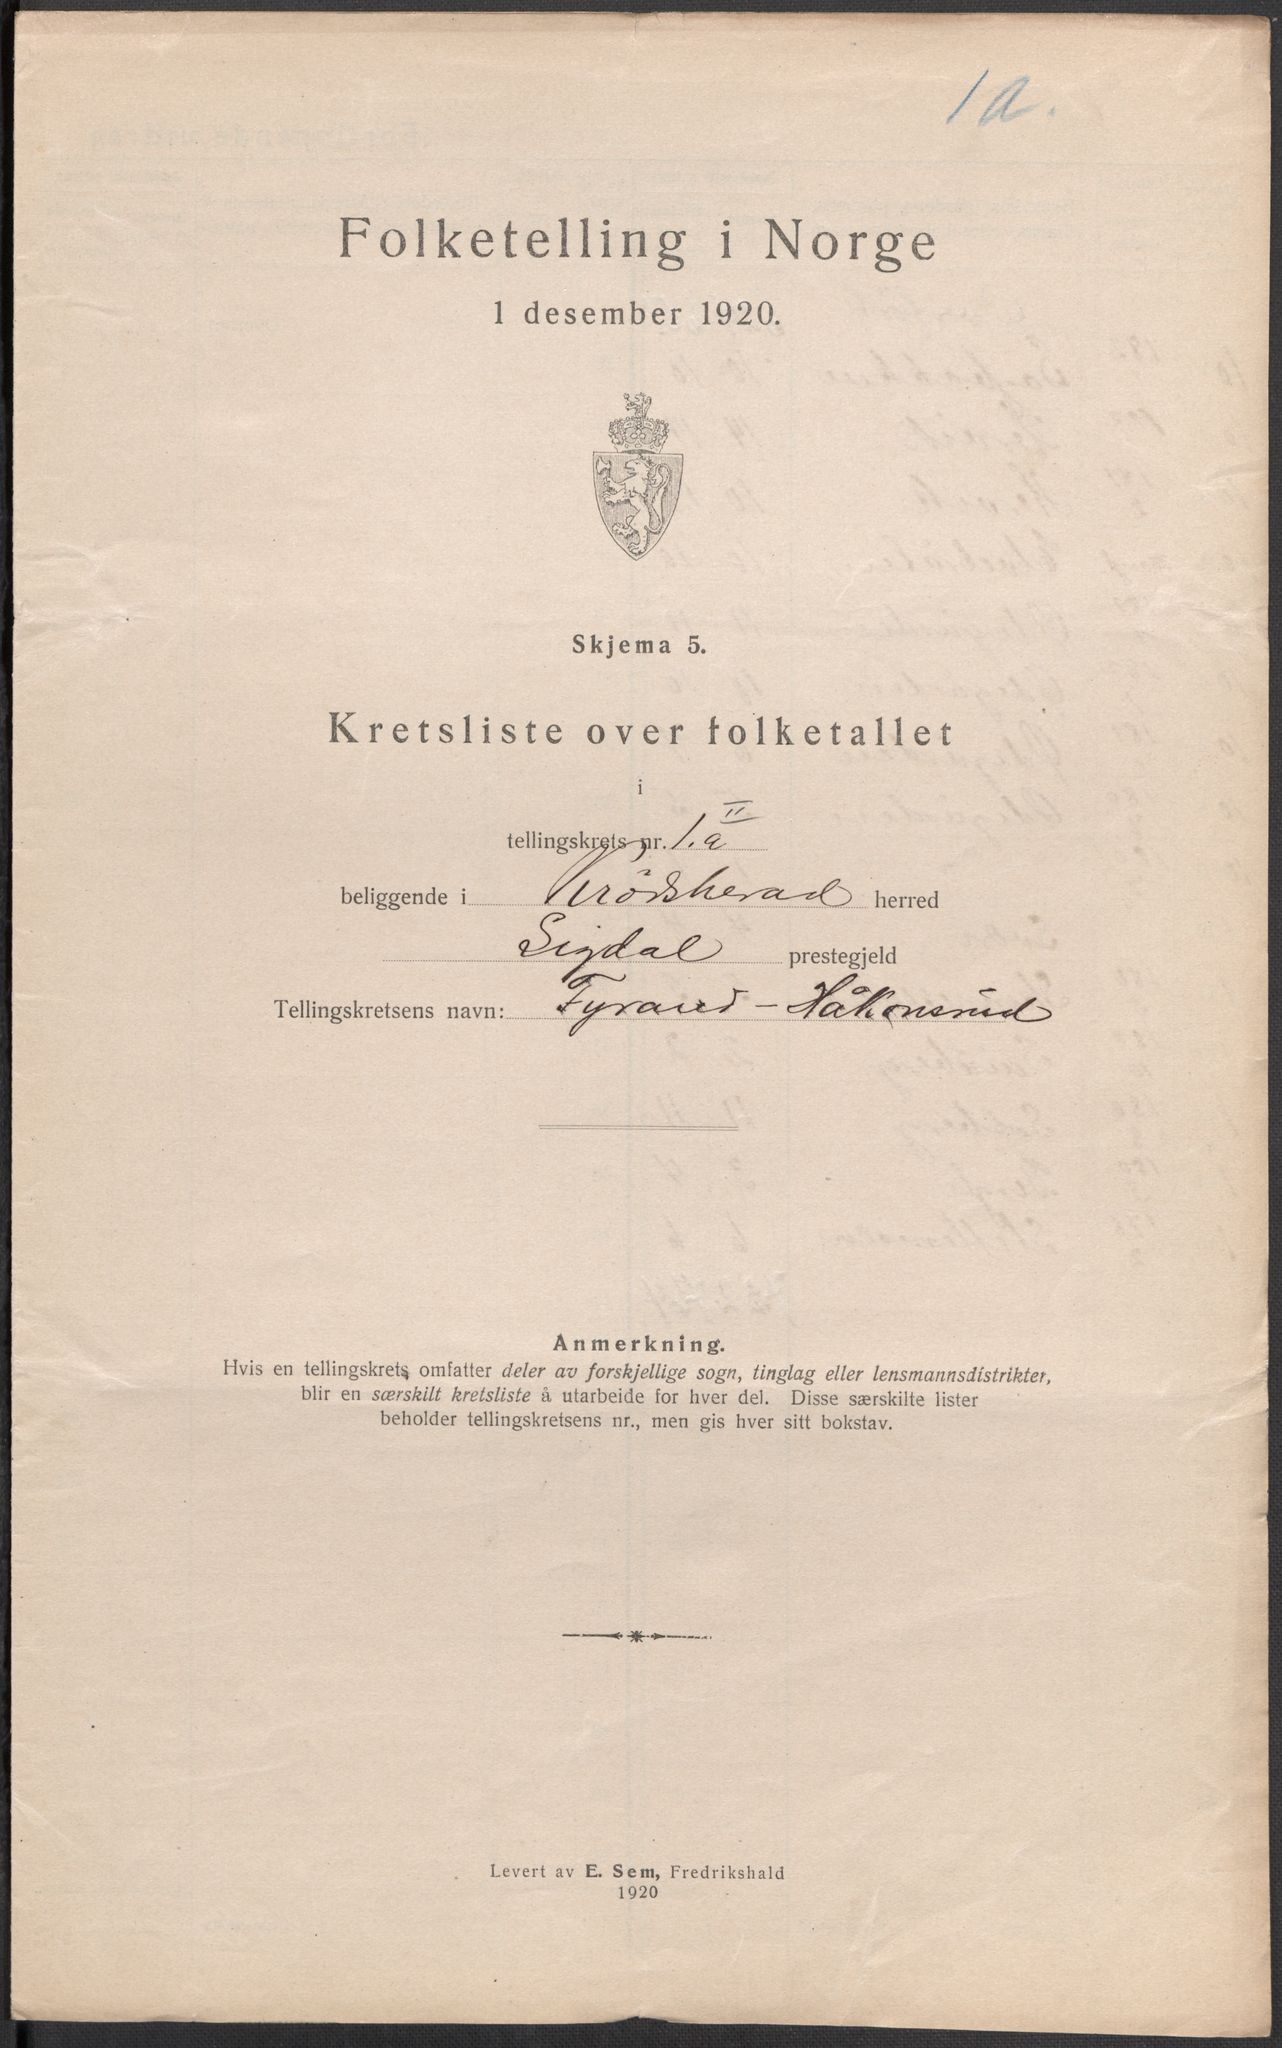 1a.
Folketelling i Norge
1 desember 1920.
Skjema 5.
Kretsliste over folketallet
i
tellingskrets nr. 1.a II
beliggende i Krødsherad herred
Sigdal prestegjeld
Tellingskretsens navn: Fyrand - Håkonsrud
Anmerkning.
Hvis en tellingskrets omfatter deler av forskjellige sogn, tinglag eller lensmannsdistrikter,
blir en særskilt kretsliste å utarbeide for hver del. Disse særskilte lister
beholder tellingskretsens nr., men gis hver sitt bokstav.
Levert av E. Sem, Fredrikshald
1920